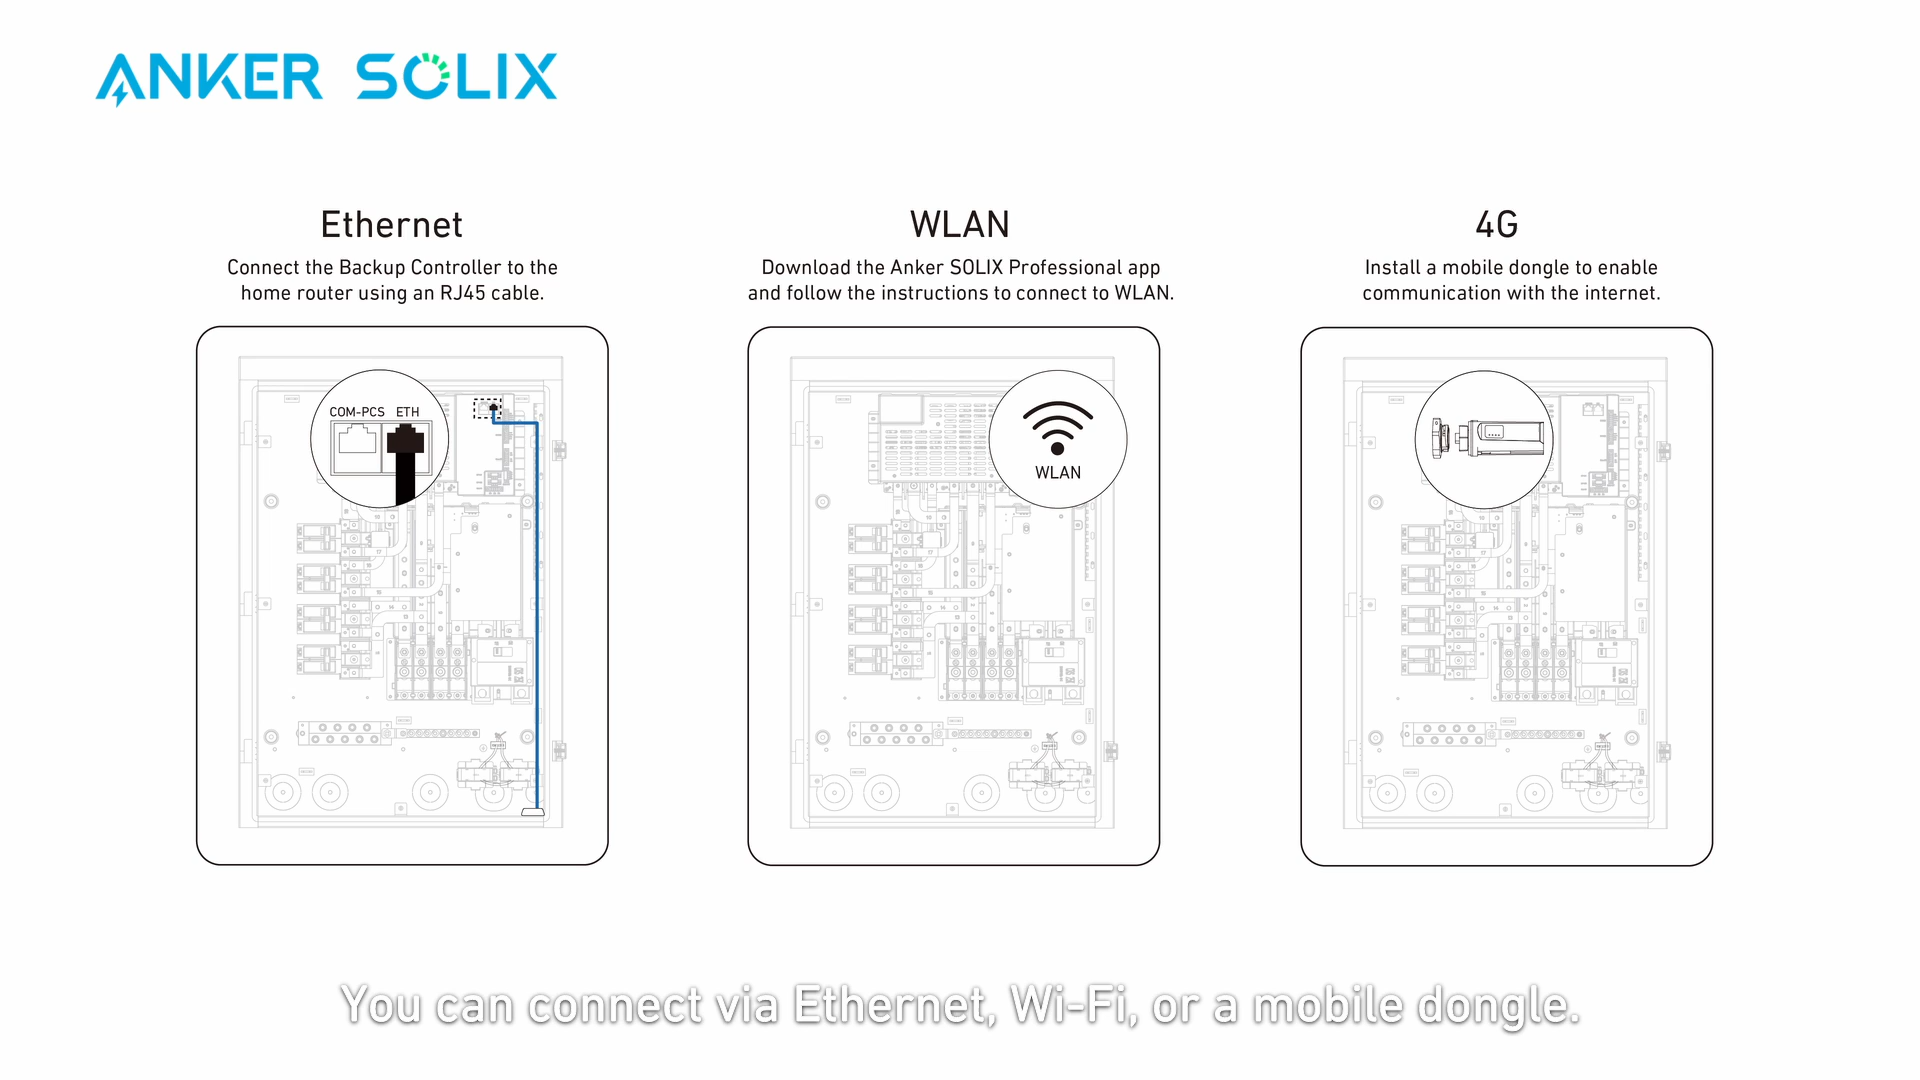 ANKER SOLIX
Ethernet
Connect the Backup Controller to the
home router using an RJ45 cable.
COM-PCS ETH
WLAN
Download the Anker SOLIX Professional app
and follow the instructions to connect to WLAN.
WLAN
4G
Install a mobile dongle to enable
communication with the internet.
You can connect via Ethernet, Wi-Fi, or a mobile dongle.